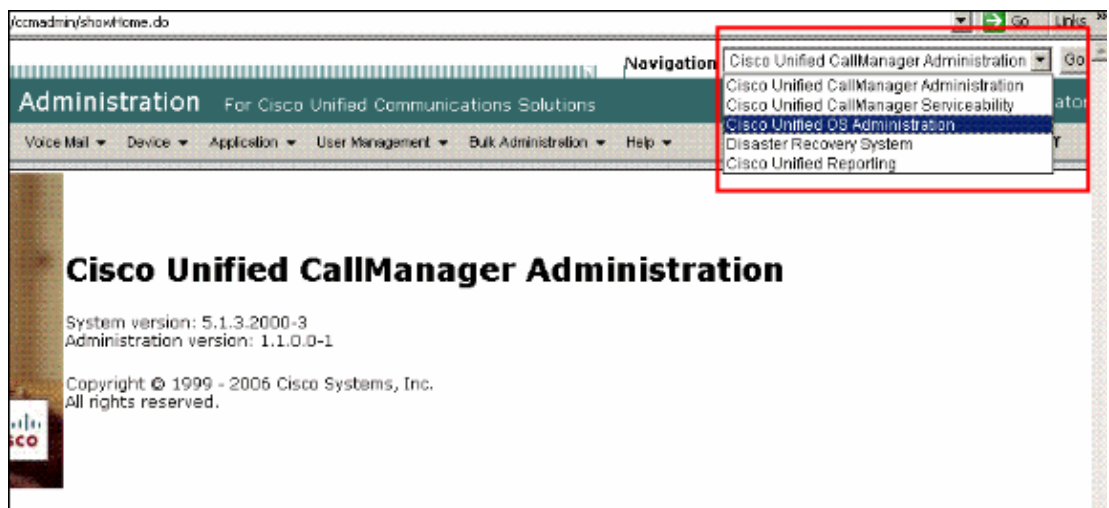 /ccmadmin/showHome.do
Go Links »
Navigation Cisco Unified CallManager Administration Go
Cisco Unified CallManager Administration
Cisco Unified CallManager Serviceability
Cisco Unified OS Administration
Disaster Recovery System
Cisco Unified Reporting
Administration For Cisco Unified Communications Solutions
Voice Mail Device Application User Management Bulk Administration Help
Cisco Unified CallManager Administration
System version: 5.1.3.2000-3
Administration version: 1.1.0.0-1
Copyright © 1999 - 2006 Cisco Systems, Inc.
All rights reserved.